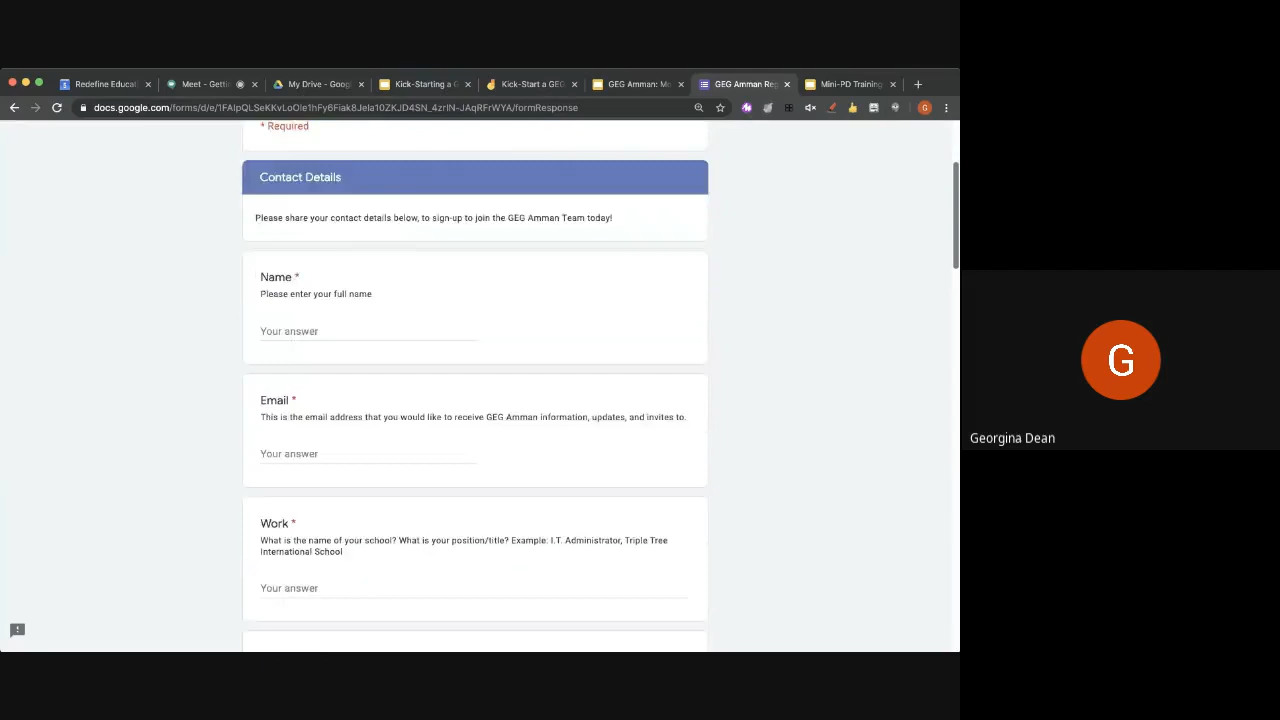 Redefine Educati
Meet - Gettin
My Drive - Googl
Kick-Starting a G
Kick-Start a GEG
GEG Amman: Mo
GEG Amman Reg
Mini-PD Training
docs.google.com/forms/d/e/1FAIpQLSeKKvLoOle1hFy6Fiak8Jela10ZKJD4SN_4zrIN-JAqRFrWYA/formResponse
G
* Required
Contact Details
Please share your contact details below, to sign-up to join the GEG Amman Team today!
Name *
Please enter your full name
Your answer
Email *
This is the email address that you would like to receive GEG Amman information, updates, and invites to.
Your answer
Work *
What is the name of your school? What is your position/title? Example: I.T. Administrator, Triple Tree
International School
Your answer
G
Georgina Dean